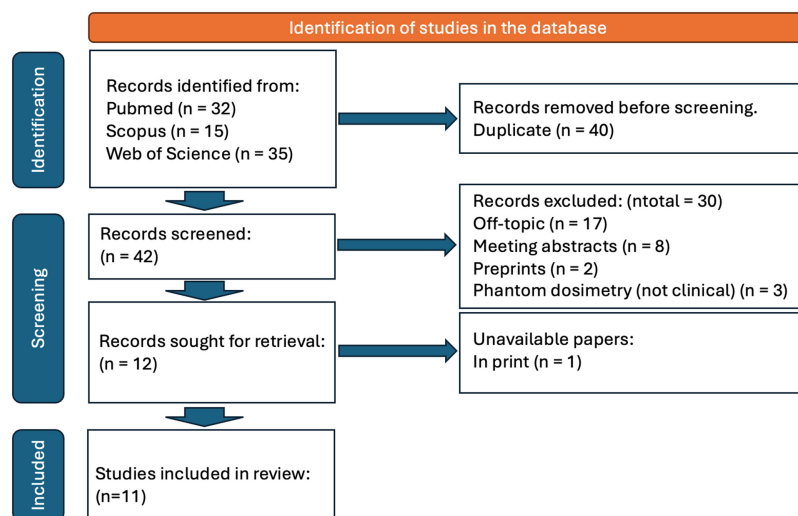 Identification of studies in the database
Identification
Records identified from:
Pubmed (n = 32)
Scopus (n = 15)
Web of Science (n = 35)
Records removed before screening.
Duplicate (n = 40)
Screening
Records screened:
(n = 42)
Records excluded: (ntotal = 30)
Off-topic (n = 17)
Meeting abstracts (n = 8)
Preprints (n = 2)
Phantom dosimetry (not clinical) (n = 3)
Records sought for retrieval:
(n = 12)
Unavailable papers:
In print (n = 1)
Included
Studies included in review:
(n=11)